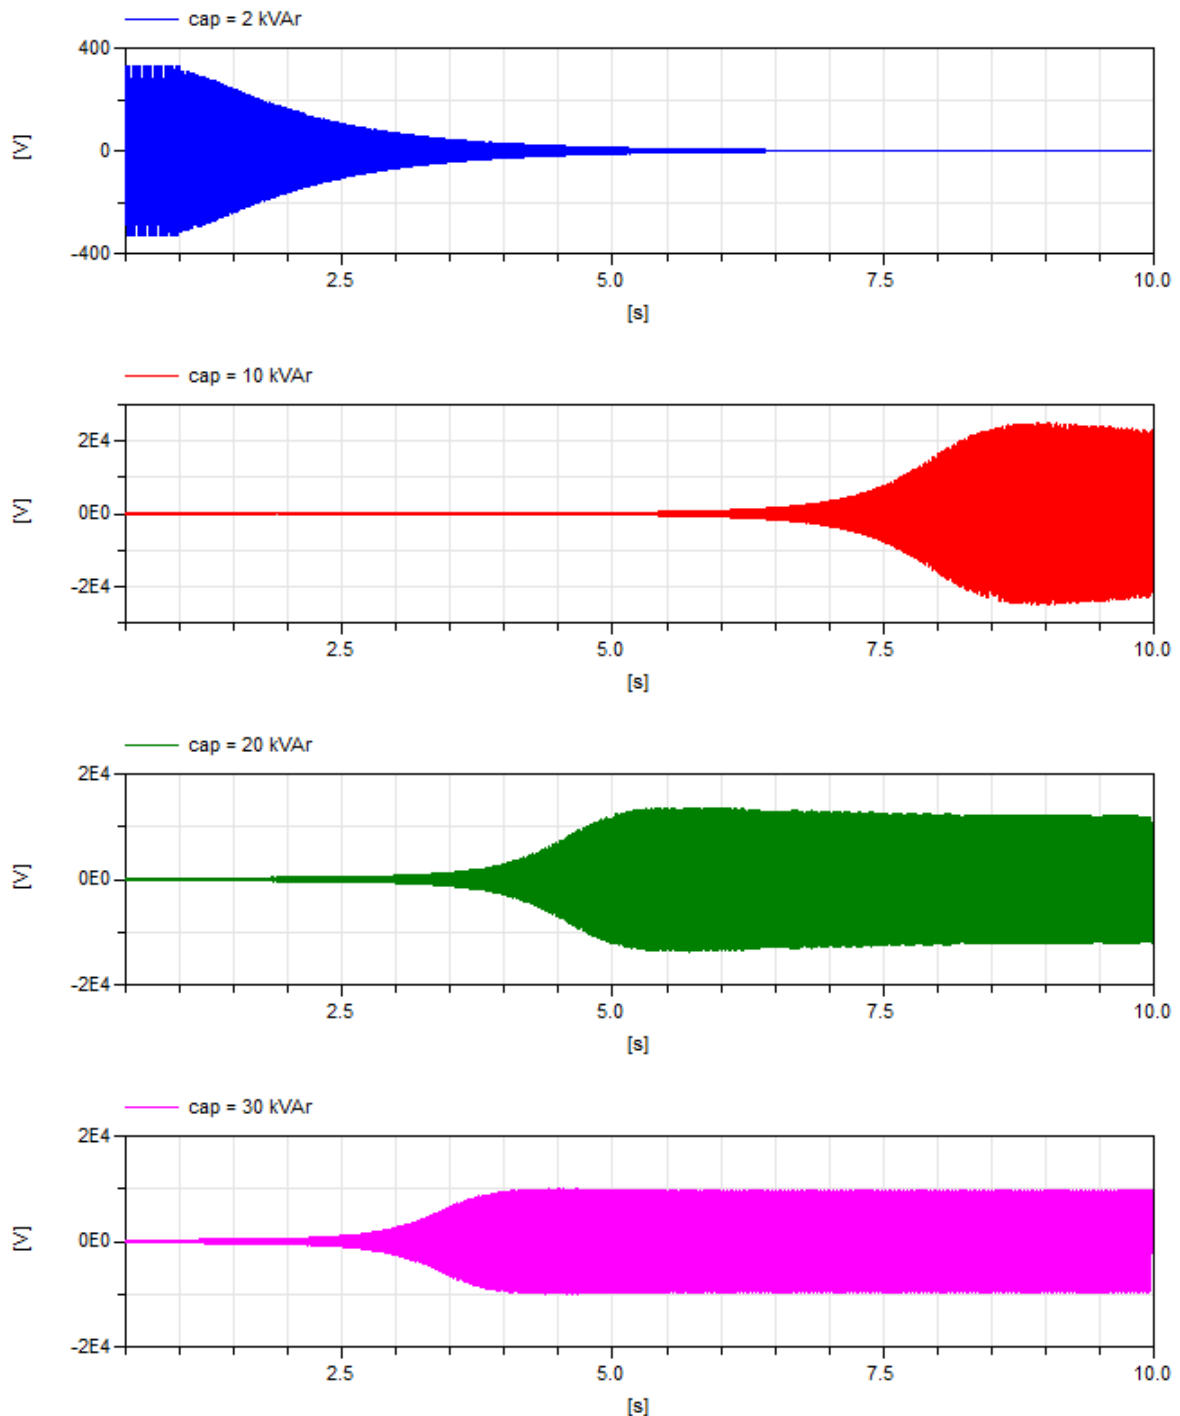 cap = 2 kVAr
400
[V]
0
-400
2.5 5.0 7.5 10.0
[s]
cap = 10 kVAr
2E4
[V]
0E0
-2E4
2.5 5.0 7.5 10.0
[s]
cap = 20 kVAr
2E4
[V]
0E0
-2E4
2.5 5.0 7.5 10.0
[s]
cap = 30 kVAr
2E4
[V]
0E0
-2E4
2.5 5.0 7.5 10.0
[s]